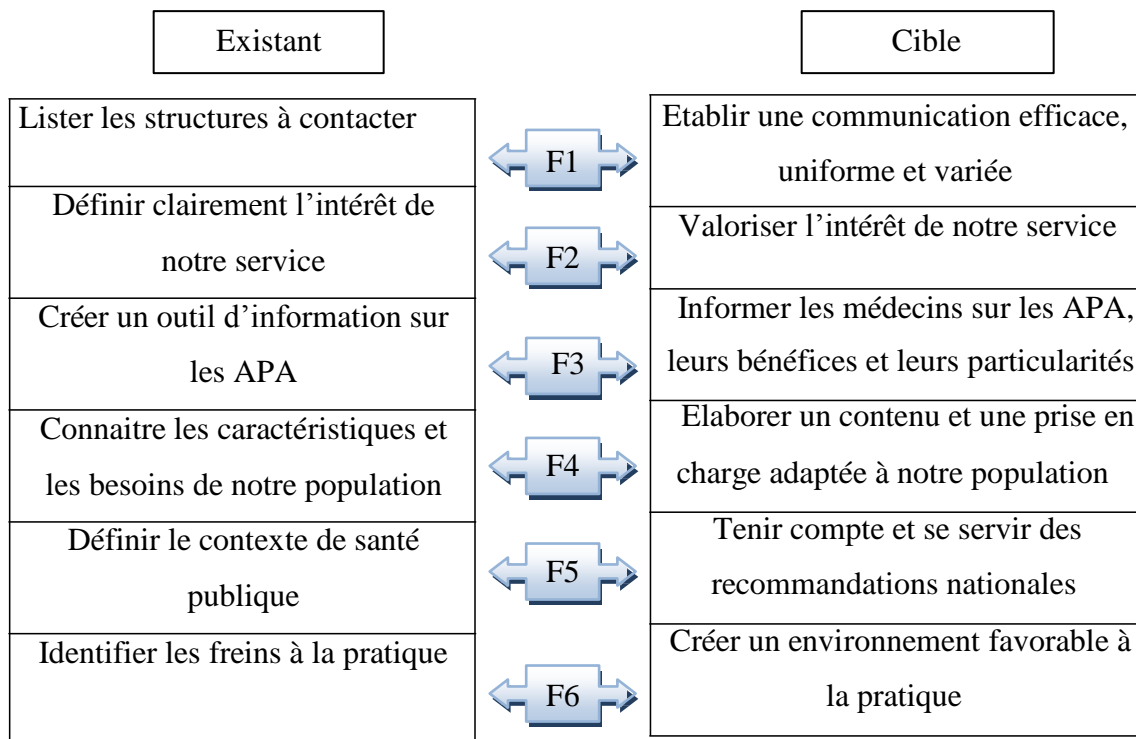 Existant
Cible
Lister les structures à contacter
F1
Etablir une communication efficace,
uniforme et variée
Définir clairement l’intérêt de
notre service
F2
Valoriser l’intérêt de notre service
Créer un outil d’information sur
les APA
F3
Informer les médecins sur les APA,
leurs bénéfices et leurs particularités
Connaitre les caractéristiques et
les besoins de notre population
F4
Elaborer un contenu et une prise en
charge adaptée à notre population
Définir le contexte de santé
publique
F5
Tenir compte et se servir des
recommandations nationales
Identifier les freins à la pratique
F6
Créer un environnement favorable à
la pratique